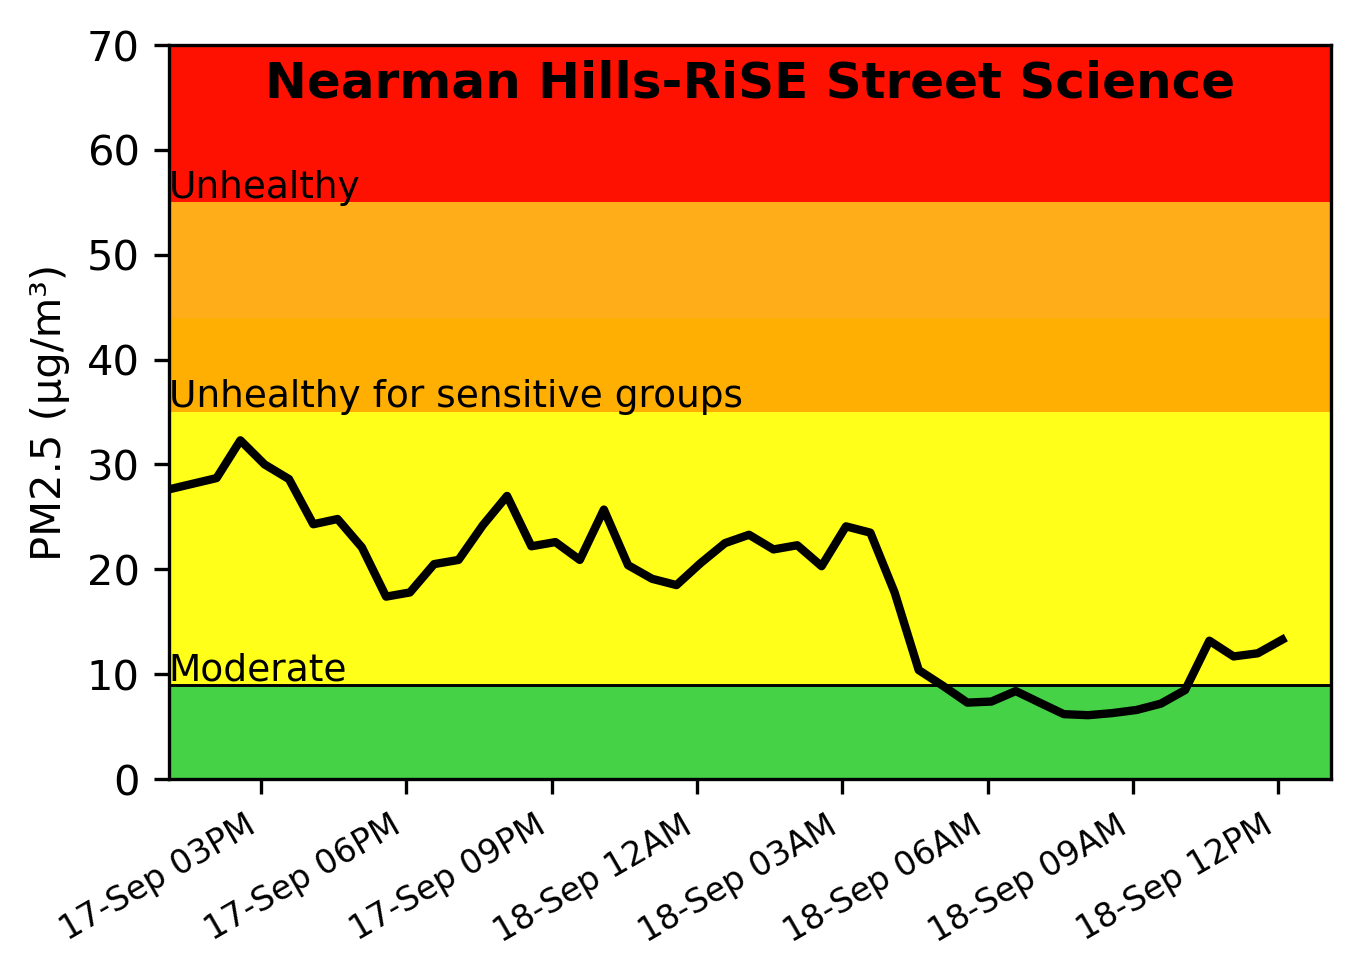 Nearman Hills-RiSE Street Science
70
60
50
40
30
20
10
0
PM2.5 (µg/m³)
Unhealthy
Unhealthy for sensitive groups
Moderate
17-Sep 03PM
17-Sep 06PM
17-Sep 09PM
18-Sep 12AM
18-Sep 03AM
18-Sep 06AM
18-Sep 09AM
18-Sep 12PM